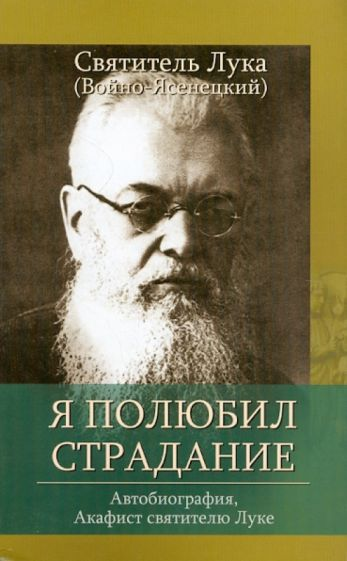 Святитель Лука
(Войно-Ясенецкий)
Я ПОЛЮБИЛ
СТРАДАНИЕ
Автобиография,
Акафист святителю Луке